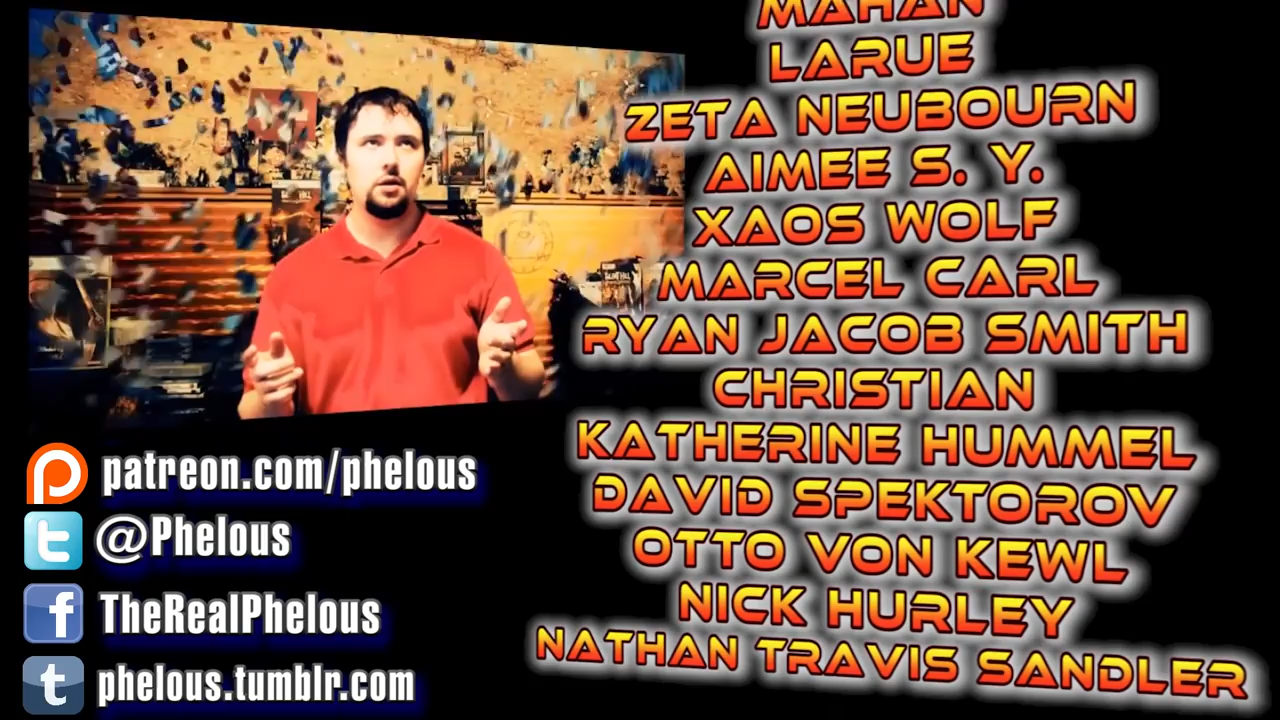 MAHAN
LARUE
ZETA NEUBOURN
AIMEE S. Y.
XAOS WOLF
MARCEL CARL
RYAN JACOB SMITH
CHRISTIAN
KATHERINE HUMMEL
DAVID SPEKTOROV
OTTO VON KEWL
NICK HURLEY
NATHAN TRAVIS SANDLER
patreon.com/phelous
@Phelous
TheRealPhelous
phelous.tumblr.com